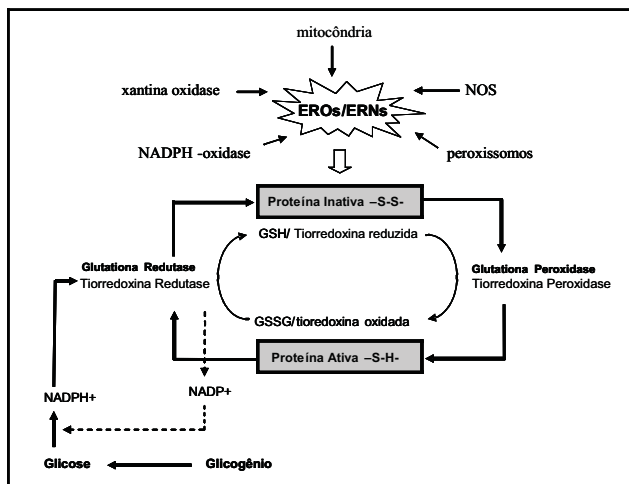 mitocôndria
xantina oxidase
EROs/ERNs
NOS
NADPH -oxidase
peroxissomos
Proteína Inativa –S-S-
GSH/ Tiorredoxina reduzida
Glutationa Redutase
Tiorredoxina Redutase
Glutationa Peroxidase
Tiorredoxina Peroxidase
GSSG/tioredoxina oxidada
Proteína Ativa –S-H-
NADPH+
NADP+
Glicose
Glicogênio